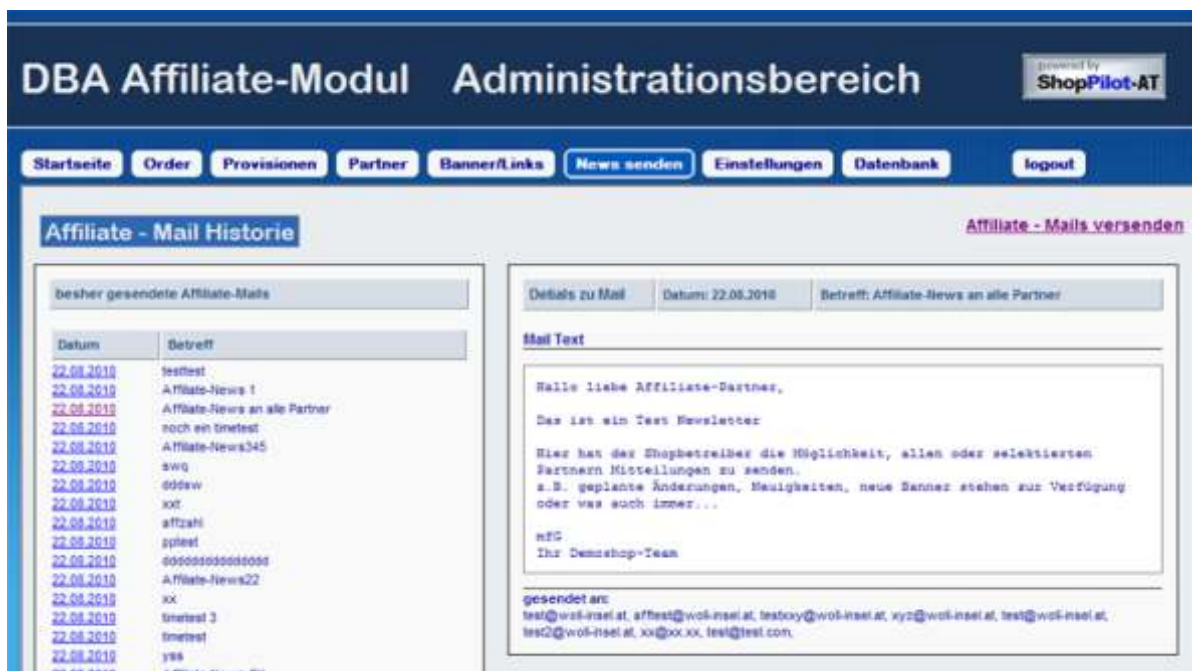 DBA Affiliate-Modul Administrationsbereich
powered by
ShopPilot-AT
Startseite Order Provisionen Partner Banner/Links News senden Einstellungen Datenbank logout
Affiliate - Mail Historie
Affiliate - Mails versenden
besher gesendete Affiliate-Mails
Datum Betreff
22.08.2010 testtest
22.08.2010 Affiliate-News 1
22.08.2010 Affiliate-News an alle Partner
22.08.2010 noch ein timetest
22.08.2010 Affiliate-News345
22.08.2010 swq
22.08.2010 dddsw
22.08.2010 xxt
22.08.2010 affzahl
22.08.2010 pptest
22.08.2010
22.08.2010 Affiliate-News22
22.08.2010 xx
22.08.2010 timetest 3
22.08.2010 timetest
22.08.2010 yss
Details zu Mail Datum: 22.08.2010 Betreff: Affiliate-News an alle Partner
Mail Text
Hallo liebe Affiliate-Partner,
Das ist ein Test Newsletter
Hier hat der Shopbetreiber die Möglichkeit, allen oder selektierten
Partnern Mitteilungen zu senden.
z.B. geplante Änderungen, Neuigkeiten, neue Banner stehen zur Verfügung
oder was auch immer...
mfG
Ihr Demoshop-Team
gesendet an:
test@woll-insel.at, afftest@woll-insel.at, testxxy@woll-insel.at, xyz@woll-insel.at, test@woll-insel.at,
test2@woll-insel.at, xx@xx.xx, test@test.com,